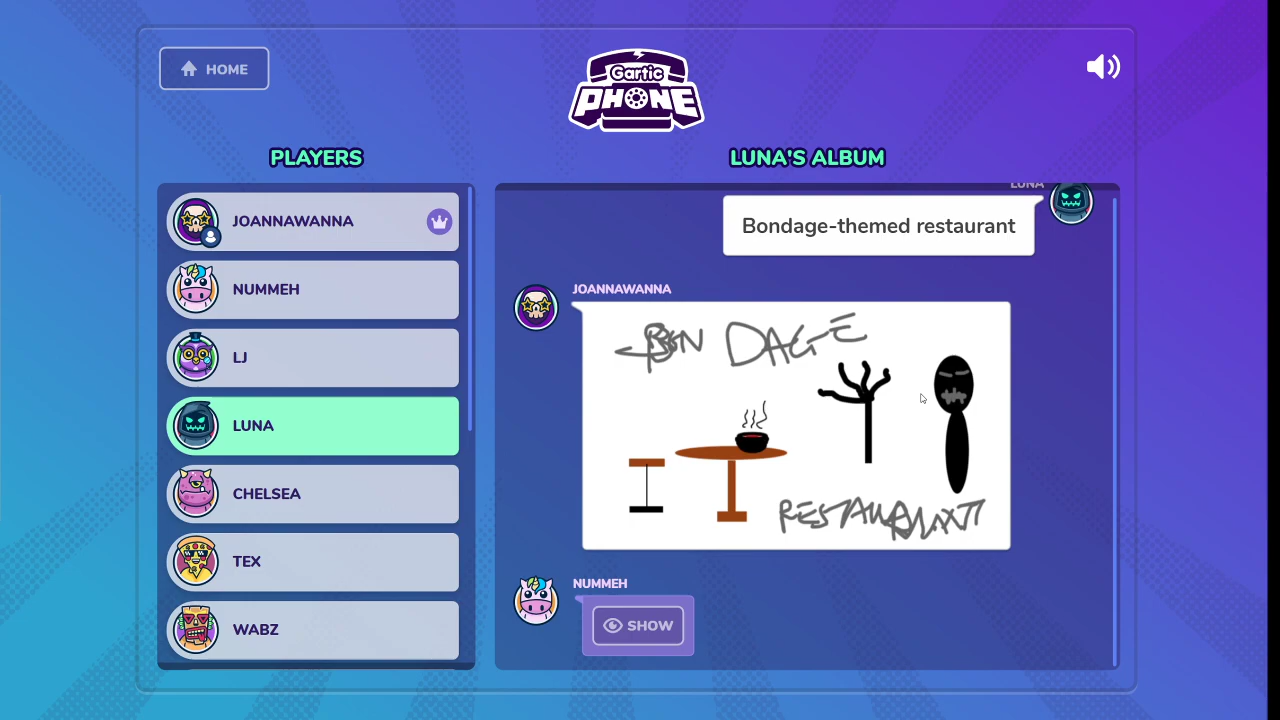 HOME
Gartic
PHONE
PLAYERS
JOANNAWANNA
NUMMEH
LJ
LUNA
CHELSEA
TEX
WABZ
LUNA'S ALBUM
LUNA
Bondage-themed restaurant
JOANNAWANNA
BON DAGE
NUMMEH
SHOW